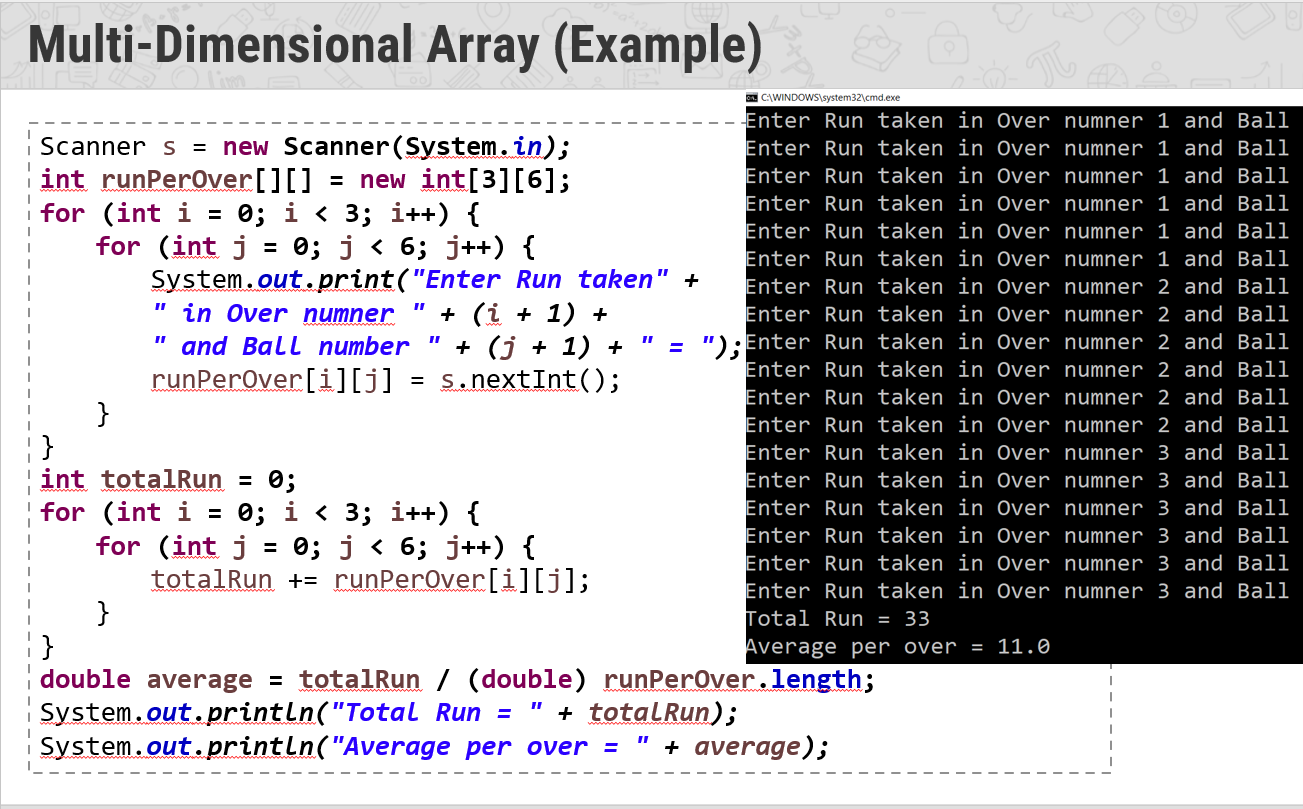 Multi-Dimensional Array (Example)
Scanner s = new Scanner(System.in);
int runPerOver[][] = new int[3][6];
for (int i = 0; i < 3; i++) {
for (int j = 0; j < 6; j++) {
System.out.print("Enter Run taken" +
" in Over numner " + (i + 1) +
" and Ball number " + (j + 1) + " = ");
runPerOver[i][j] = s.nextInt();
}
}
int totalRun = 0;
for (int i = 0; i < 3; i++) {
for (int j = 0; j < 6; j++) {
totalRun += runPerOver[i][j];
}
}
double average = totalRun / (double) runPerOver.length;
System.out.println("Total Run = " + totalRun);
System.out.println("Average per over = " + average);
C:\WINDOWS\system32\cmd.exe
Enter Run taken in Over numner 1 and Ball
Enter Run taken in Over numner 1 and Ball
Enter Run taken in Over numner 1 and Ball
Enter Run taken in Over numner 1 and Ball
Enter Run taken in Over numner 1 and Ball
Enter Run taken in Over numner 1 and Ball
Enter Run taken in Over numner 2 and Ball
Enter Run taken in Over numner 2 and Ball
Enter Run taken in Over numner 2 and Ball
Enter Run taken in Over numner 2 and Ball
Enter Run taken in Over numner 2 and Ball
Enter Run taken in Over numner 2 and Ball
Enter Run taken in Over numner 3 and Ball
Enter Run taken in Over numner 3 and Ball
Enter Run taken in Over numner 3 and Ball
Enter Run taken in Over numner 3 and Ball
Enter Run taken in Over numner 3 and Ball
Enter Run taken in Over numner 3 and Ball
Total Run = 33
Average per over = 11.0